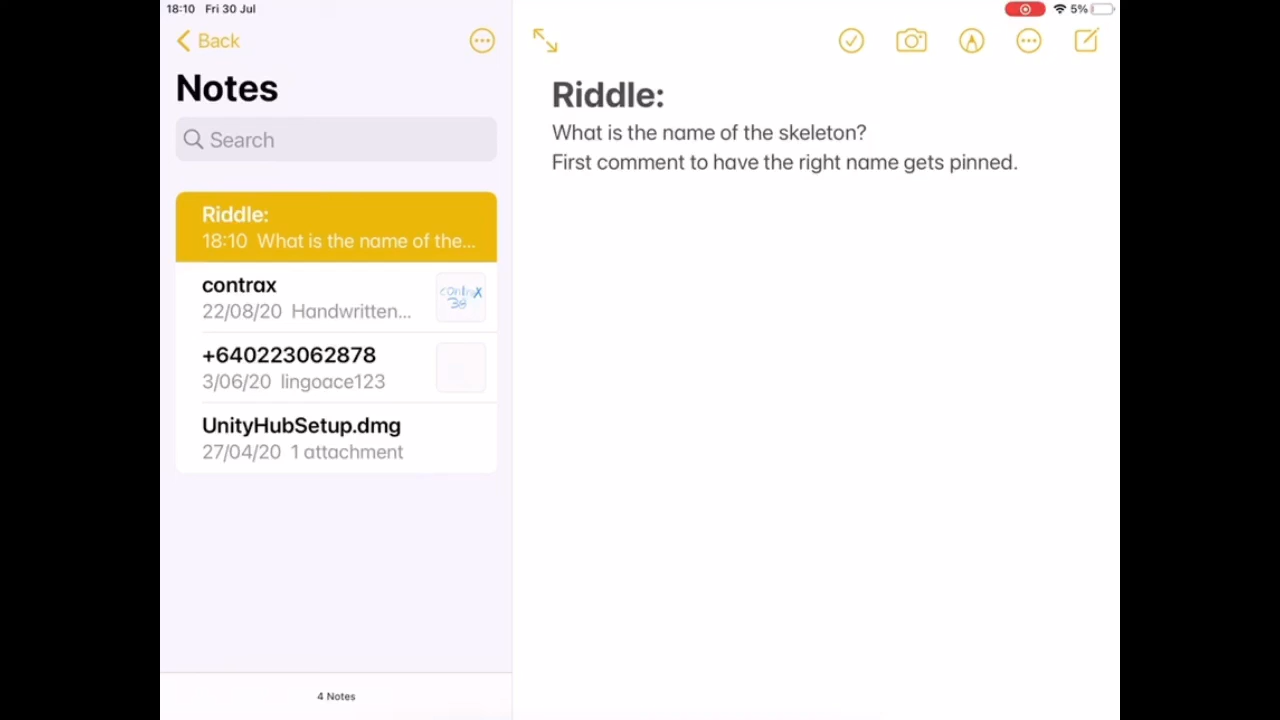 18:10 Fri 30 Jul
5%
Back
Notes
Search
Riddle:
18:10 What is the name of the...
contrax
22/08/20 Handwritten...
contrax
38
+640223062878
3/06/20 lingoace123
UnityHubSetup.dmg
27/04/20 1 attachment
4 Notes
Riddle:
What is the name of the skeleton?
First comment to have the right name gets pinned.